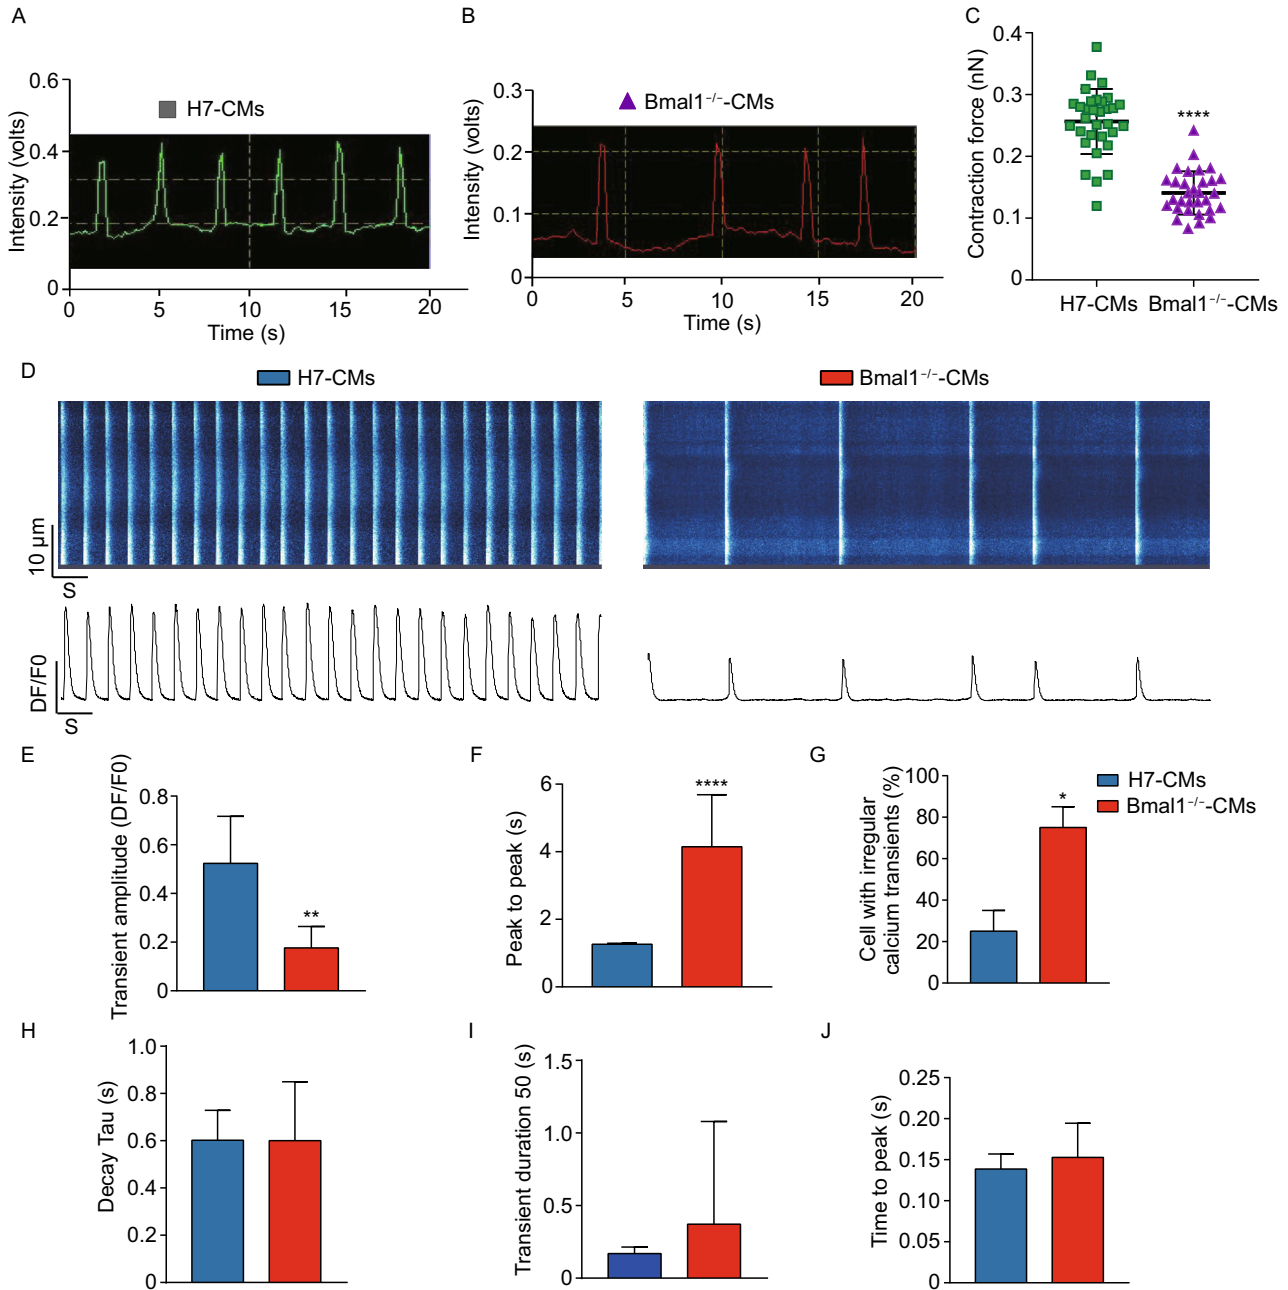 A
Intensity (volts)
0.6
0.4
0.2
0
H7-CMs
0 5 10 15 20
Time (s)
B
Intensity (volts)
0.3
0.2
0.1
0
Bmal1⁻/⁻-CMs
0 5 10 15 20
Time (s)
C
Contraction force (nN)
0.4
0.3
0.2
0.1
0
****
H7-CMs Bmal1⁻/⁻-CMs
D
H7-CMs
Bmal1⁻/⁻-CMs
10 µm
S
DF/F0
S
E
Transient amplitude (DF/F0)
0.8
0.6
0.4
0.2
0
**
F
Peak to peak (s)
6
4
2
0
****
G
Cell with irregular
calcium transients (%)
100
80
60
40
20
0
*
H7-CMs
Bmal1⁻/⁻-CMs
H
Decay Tau (s)
1.0
0.8
0.6
0.4
0.2
0
I
Transient duration 50 (s)
1.5
1.0
0.5
0
J
Time to peak (s)
0.25
0.20
0.15
0.10
0.05
0